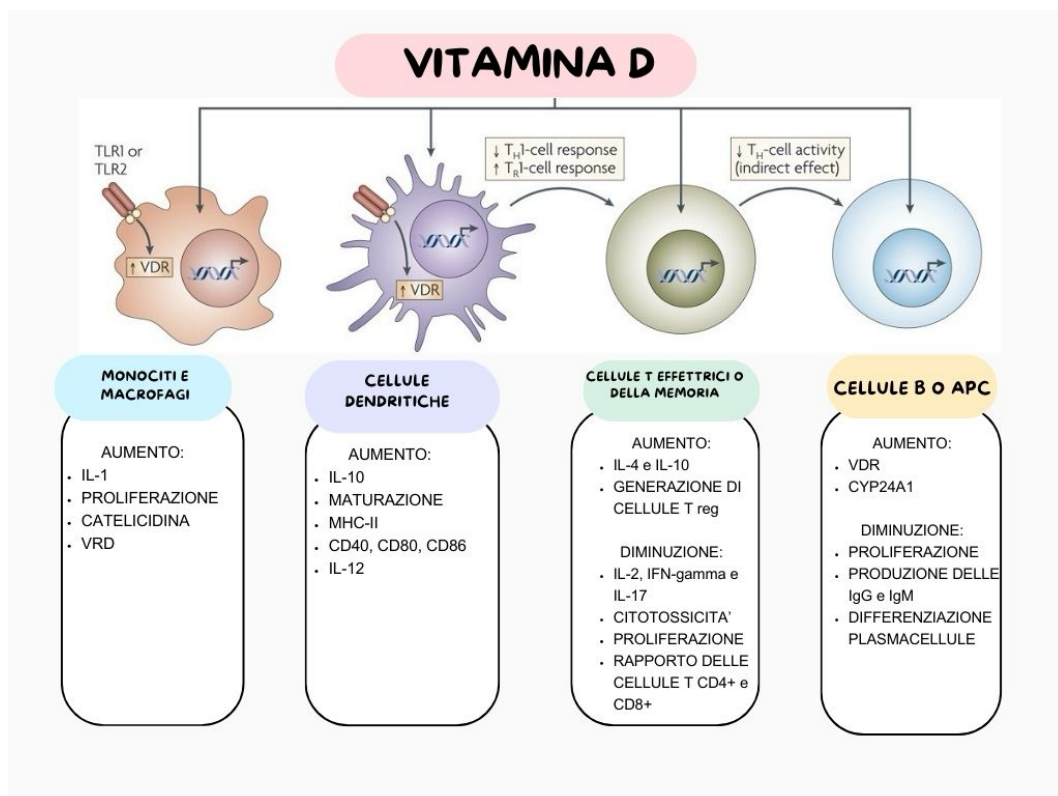 VITAMINA D
TLR1 or
TLR2
↑ VDR
↑ VDR
↓ TH1-cell response
↑ TR1-cell response
↓ TH-cell activity
(indirect effect)
MONOCITI E
MACROFAGI
AUMENTO:
• IL-1
• PROLIFERAZIONE
• CATELICIDINA
• VRD
CELLULE
DENDRITICHE
AUMENTO:
• IL-10
• MATURAZIONE
• MHC-II
• CD40, CD80, CD86
• IL-12
CELLULE T EFFETTRICI O
DELLA MEMORIA
AUMENTO:
• IL-4 e IL-10
• GENERAZIONE DI
CELLULE T reg
DIMINUZIONE:
• IL-2, IFN-gamma e
IL-17
• CITOTOSSICITA'
• PROLIFERAZIONE
• RAPPORTO DELLE
CELLULE T CD4+ e
CD8+
CELLULE B O APC
AUMENTO:
• VDR
• CYP24A1
DIMINUZIONE:
• PROLIFERAZIONE
• PRODUZIONE DELLE
IgG e IgM
• DIFFERENZIAZIONE
PLASMACELLULE